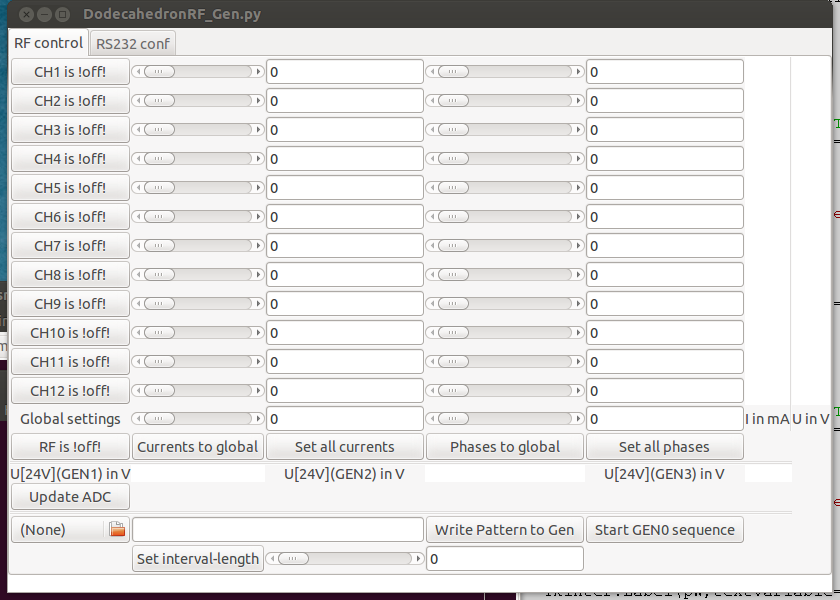 DodecahedronRF_Gen.py
RF control RS232 conf
CH1 is !off! 0 0
CH2 is !off! 0 0
CH3 is !off! 0 0
CH4 is !off! 0 0
CH5 is !off! 0 0
CH6 is !off! 0 0
CH7 is !off! 0 0
CH8 is !off! 0 0
CH9 is !off! 0 0
CH10 is !off! 0 0
CH11 is !off! 0 0
CH12 is !off! 0 0
Global settings 0 0 I in mA U in V
RF is !off! Currents to global Set all currents Phases to global Set all phases
U[24V](GEN1) in V U[24V](GEN2) in V U[24V](GEN3) in V
Update ADC
(None) Write Pattern to Gen Start GEN0 sequence
Set interval-length 0